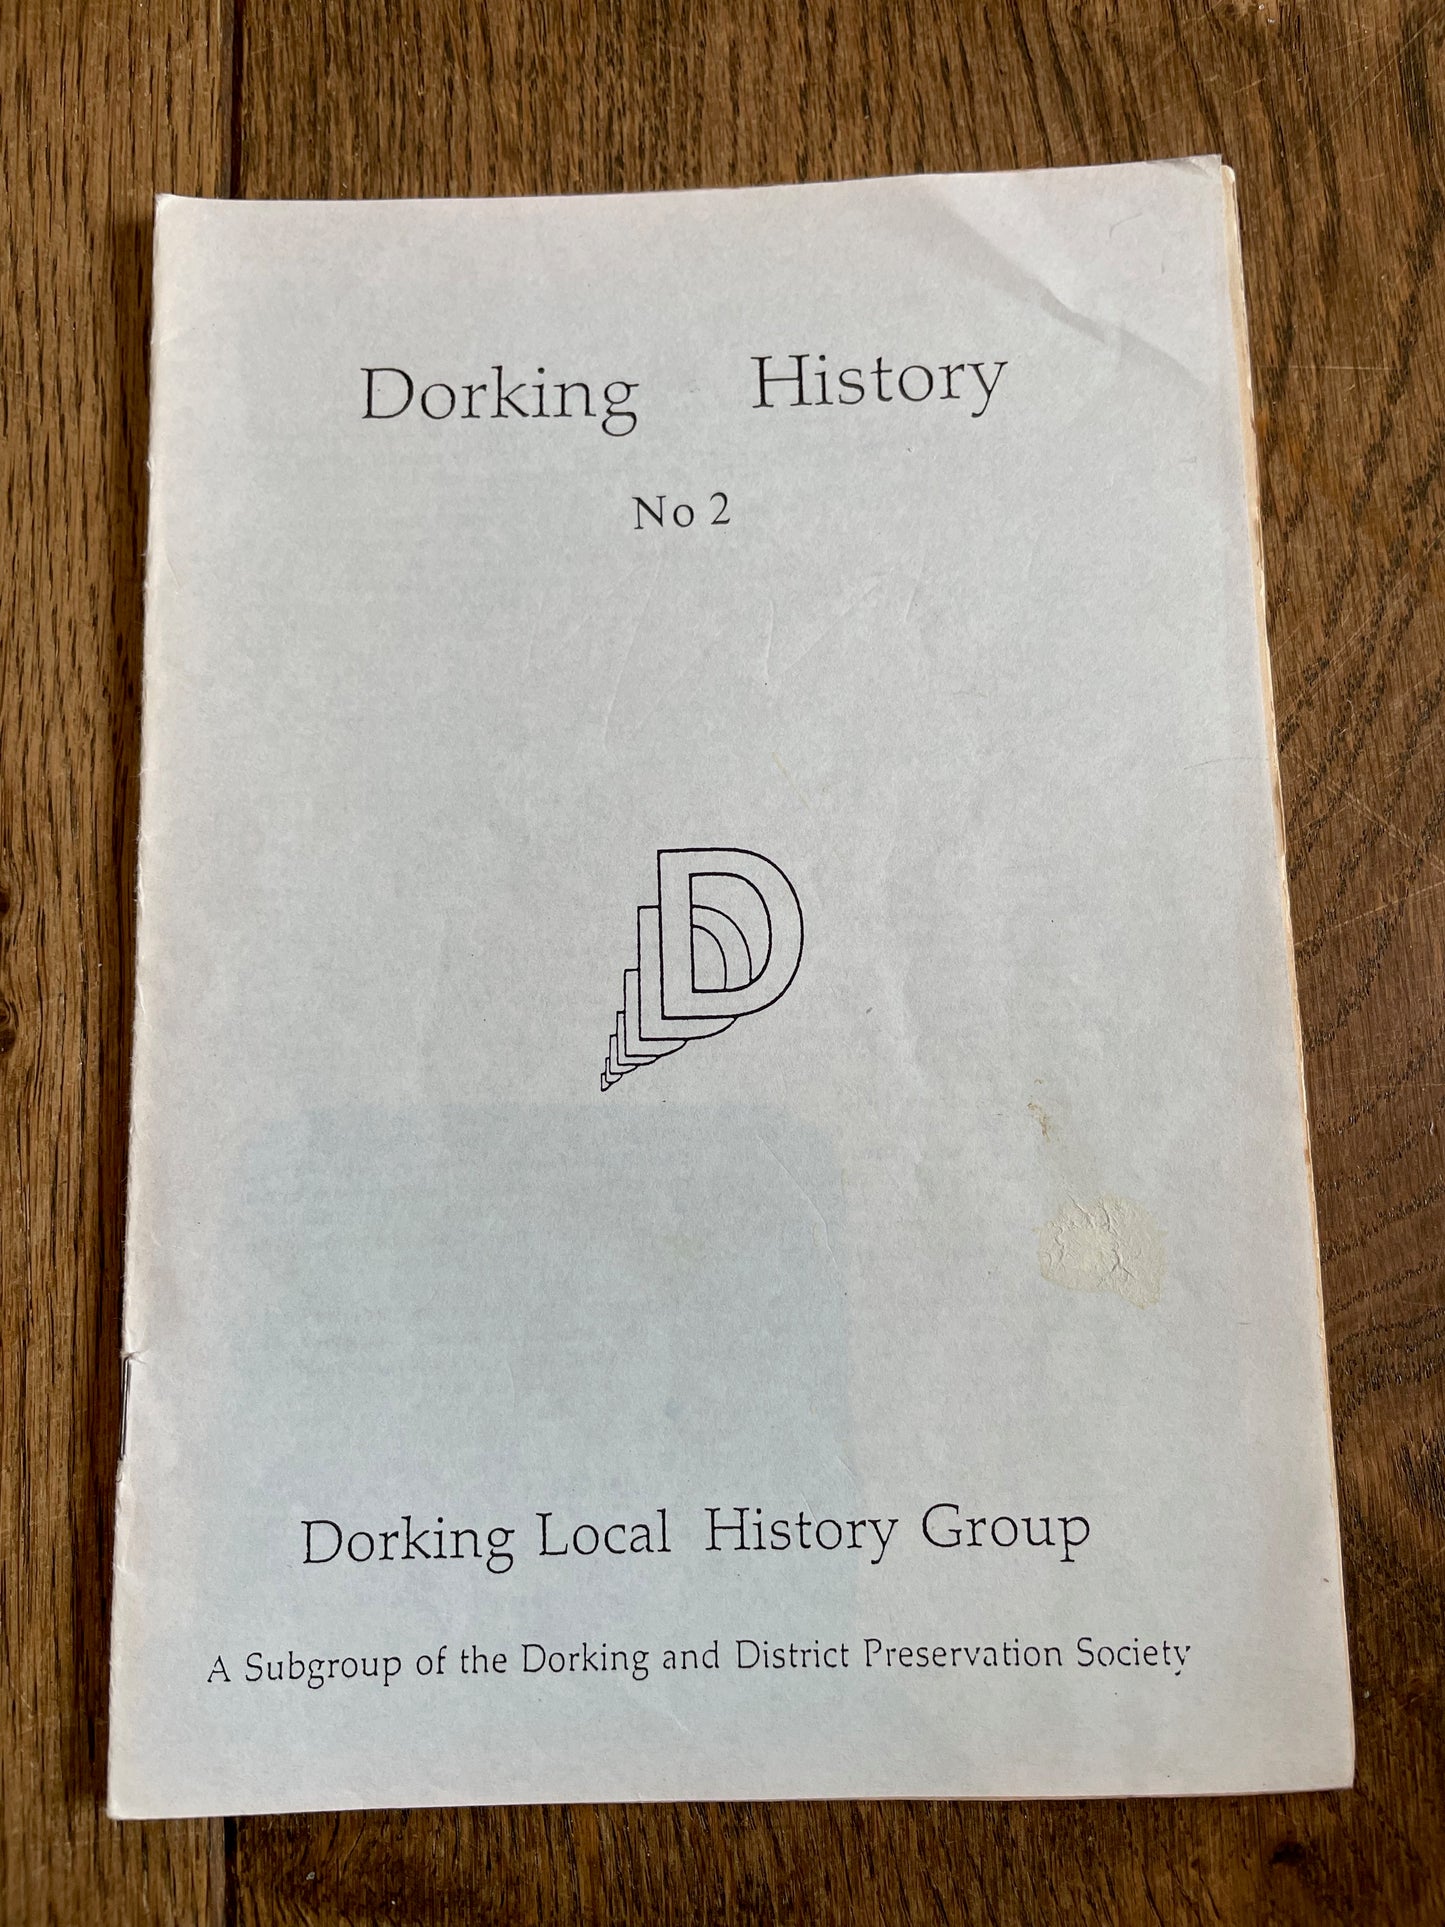 Dorking History
No 2
D
Dorking Local History Group
A Subgroup of the Dorking and District Preservation Society